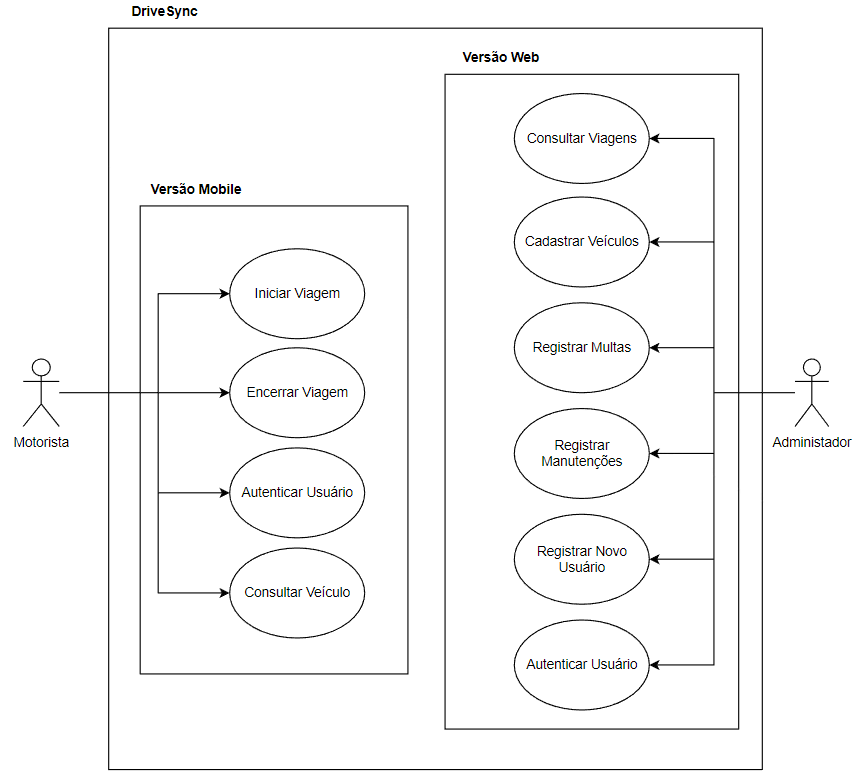 DriveSync
Versão Web
Consultar Viagens
Cadastrar Veículos
Registrar Multas
Registrar
Manutenções
Registrar Novo
Usuário
Autenticar Usuário
Versão Mobile
Iniciar Viagem
Encerrar Viagem
Autenticar Usuário
Consultar Veículo
Motorista
Administador